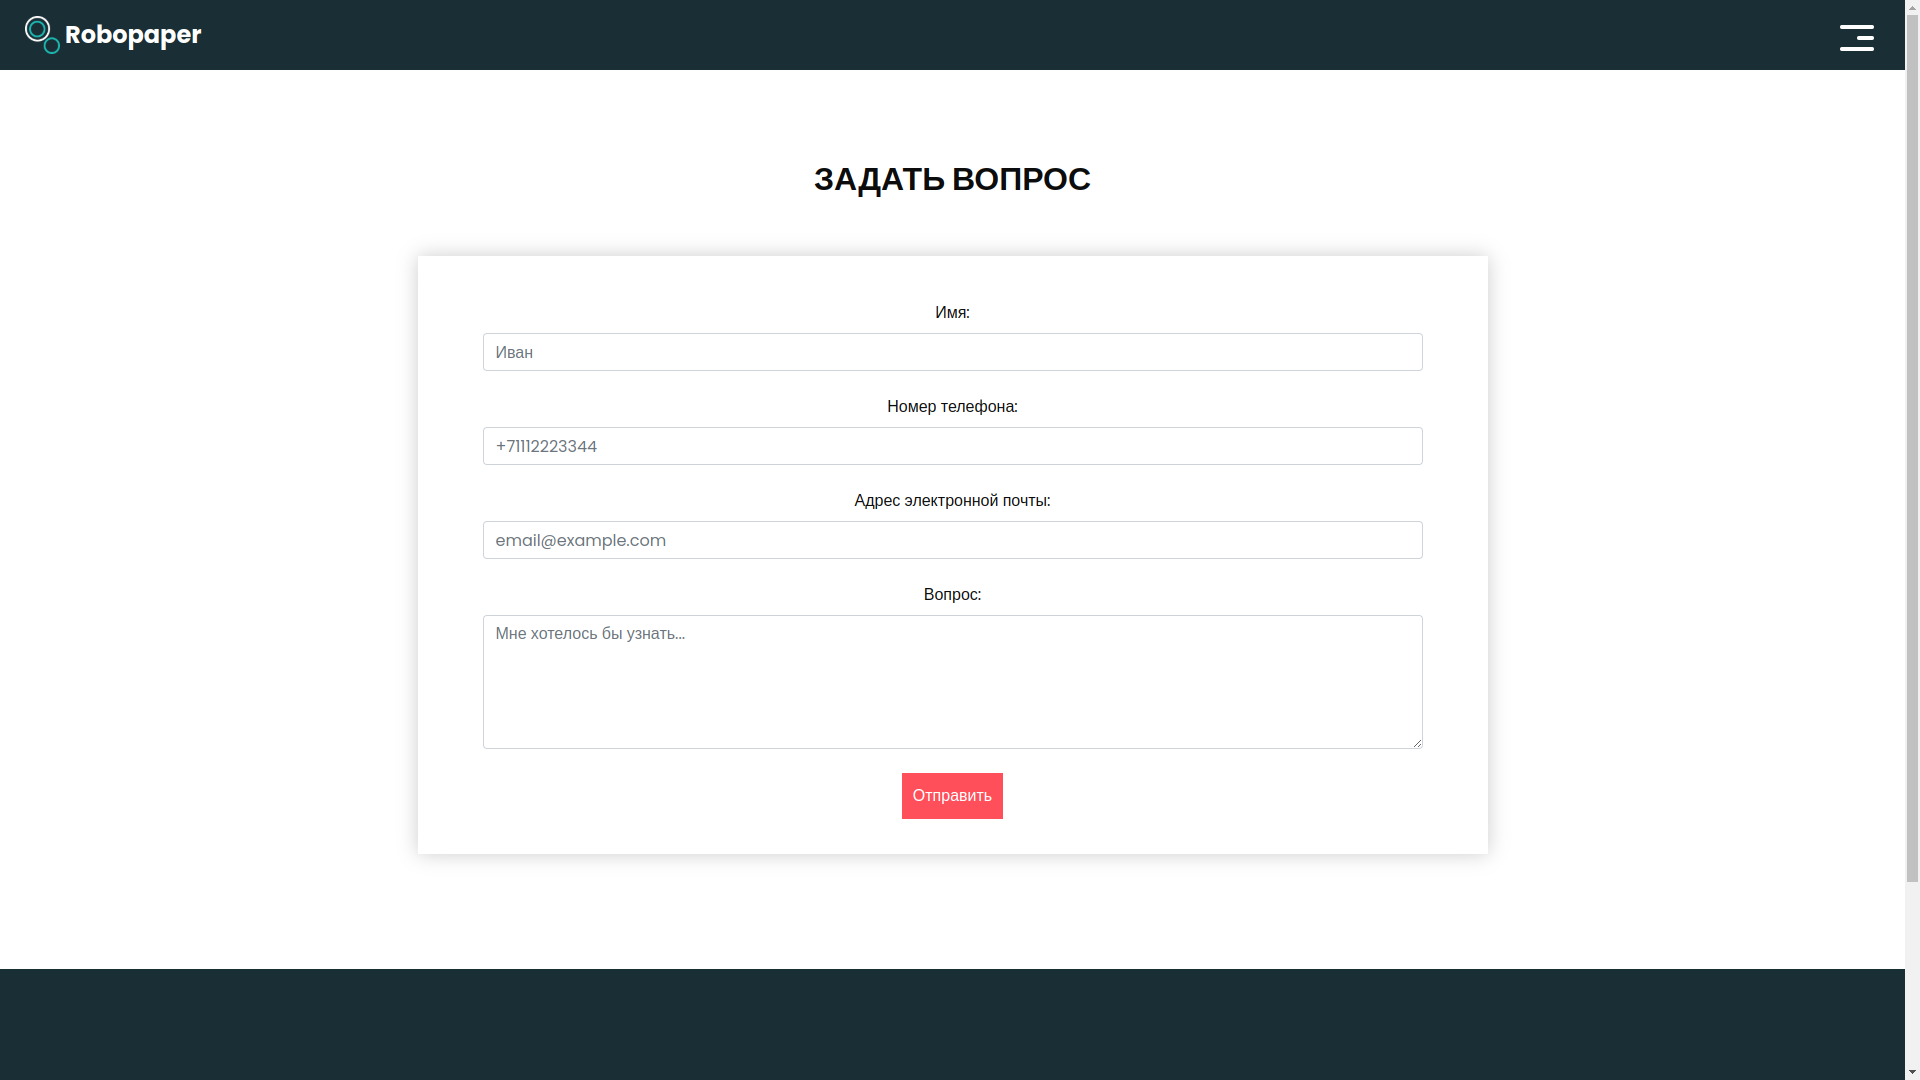 Robopaper
ЗАДАТЬ ВОПРОС
Имя:
Иван
Номер телефона:
+71112223344
Адрес электронной почты:
email@example.com
Вопрос:
Мне хотелось бы узнать...
Отправить